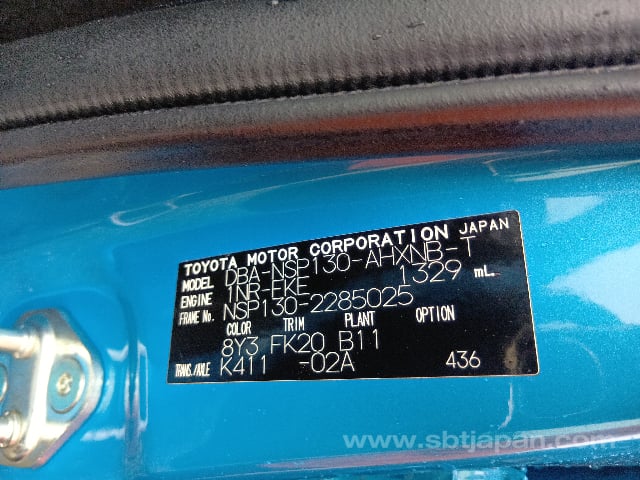 TOYOTA MOTOR CORPORATION JAPAN
MODEL DBA-NSP130-AHXNB-T
ENGINE 1NR-FKE 1329 mL
FRAME No. NSP130-2285025
COLOR TRIM PLANT OPTION
8Y3 FK20 B11
TRANS./AXLE K411 -02A 436
www.sbtjapan.com